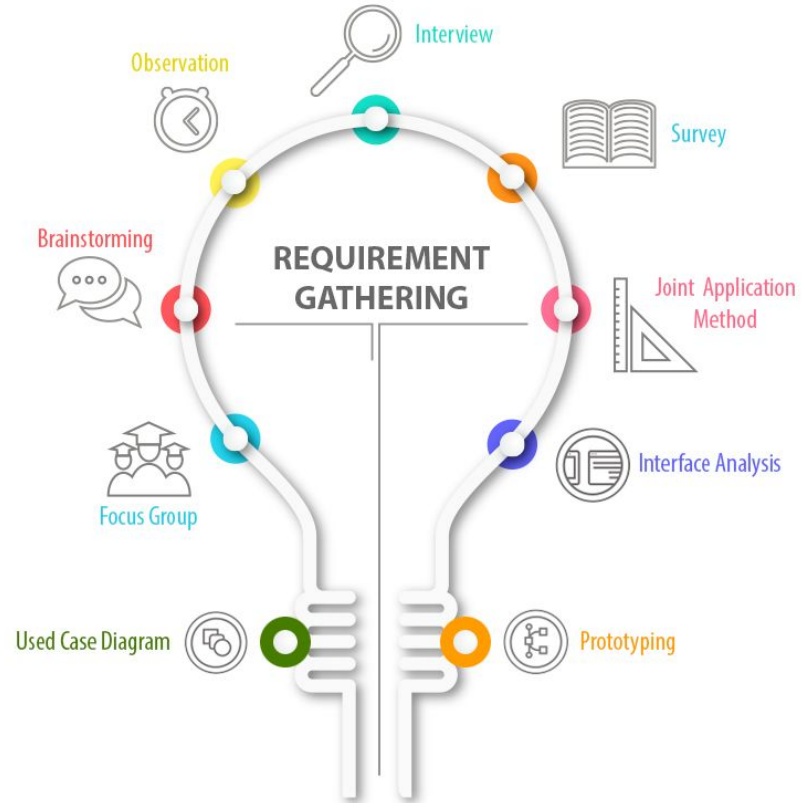 Interview
Observation
Survey
Brainstorming
REQUIREMENT
GATHERING
Joint Application
Method
Interface Analysis
Focus Group
Used Case Diagram
Prototyping